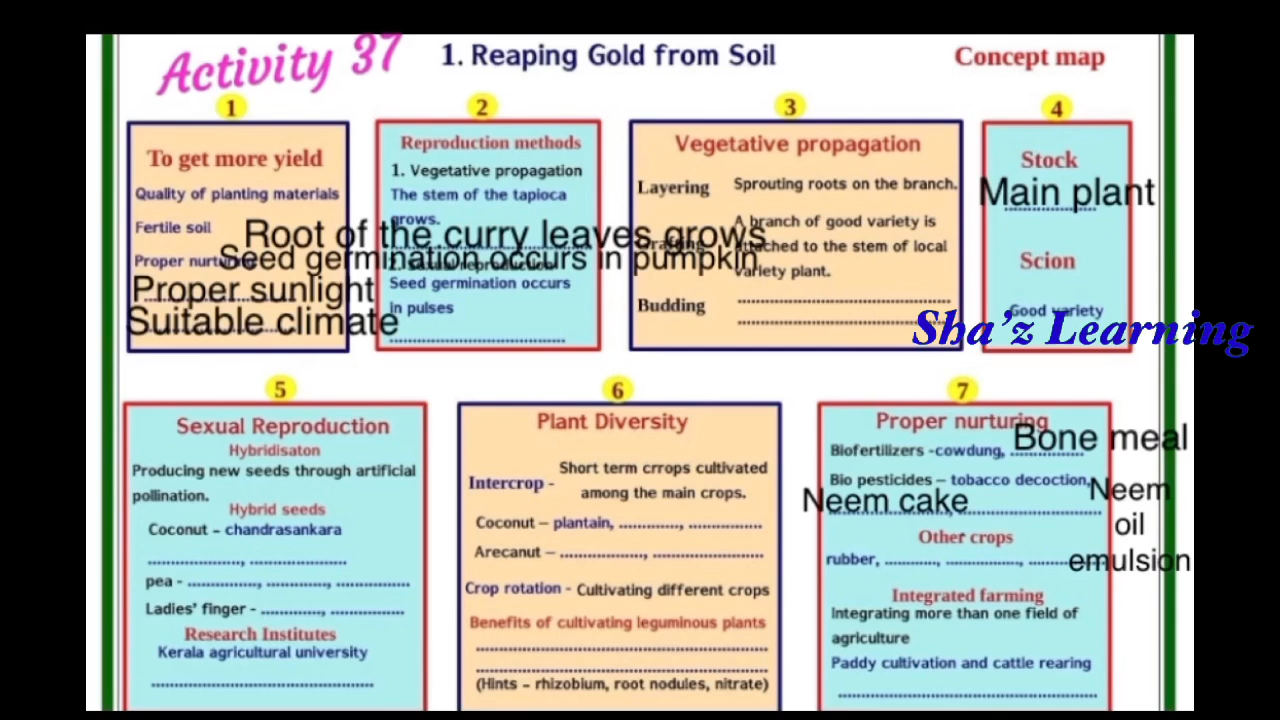 Activity 37
1. Reaping Gold from Soil
Concept map
1
To get more yield
Quality of planting materials
Fertile soil
Proper nurturing
Proper sunlight
Suitable climate
2
Reproduction methods
1. Vegetative propagation
The stem of the tapioca
grows.
Root of the curry leaves grows
2. Sexual reproduction
Seed germination occurs in pumpkin
Seed germination occurs
in pulses
3
Vegetative propagation
Layering Sprouting roots on the branch.
Grafting A branch of good variety is
attached to the stem of local
variety plant.
Budding
4
Stock
Main plant
Scion
Good variety
Sha'z Learning
5
Sexual Reproduction
Hybridisaton
Producing new seeds through artificial
pollination.
Hybrid seeds
Coconut – chandrasankara
....................., ......................
pea - ................, ................, .................
Ladies' finger - .............., .................
Research Institutes
Kerala agricultural university
6
Plant Diversity
Intercrop - Short term crrops cultivated
among the main crops.
Coconut – plantain, .............., .................
Arecanut – ..................., .........................
Crop rotation - Cultivating different crops
Benefits of cultivating leguminous plants
(Hints – rhizobium, root nodules, nitrate)
7
Proper nurturing
Biofertilizers -cowdung, ................
Bone meal
Bio pesticides – tobacco decoction,
Neem cake
Neem
oil
emulsion
Other crops
rubber, ............, ................, ................
Integrated farming
Integrating more than one field of
agriculture
Paddy cultivation and cattle rearing